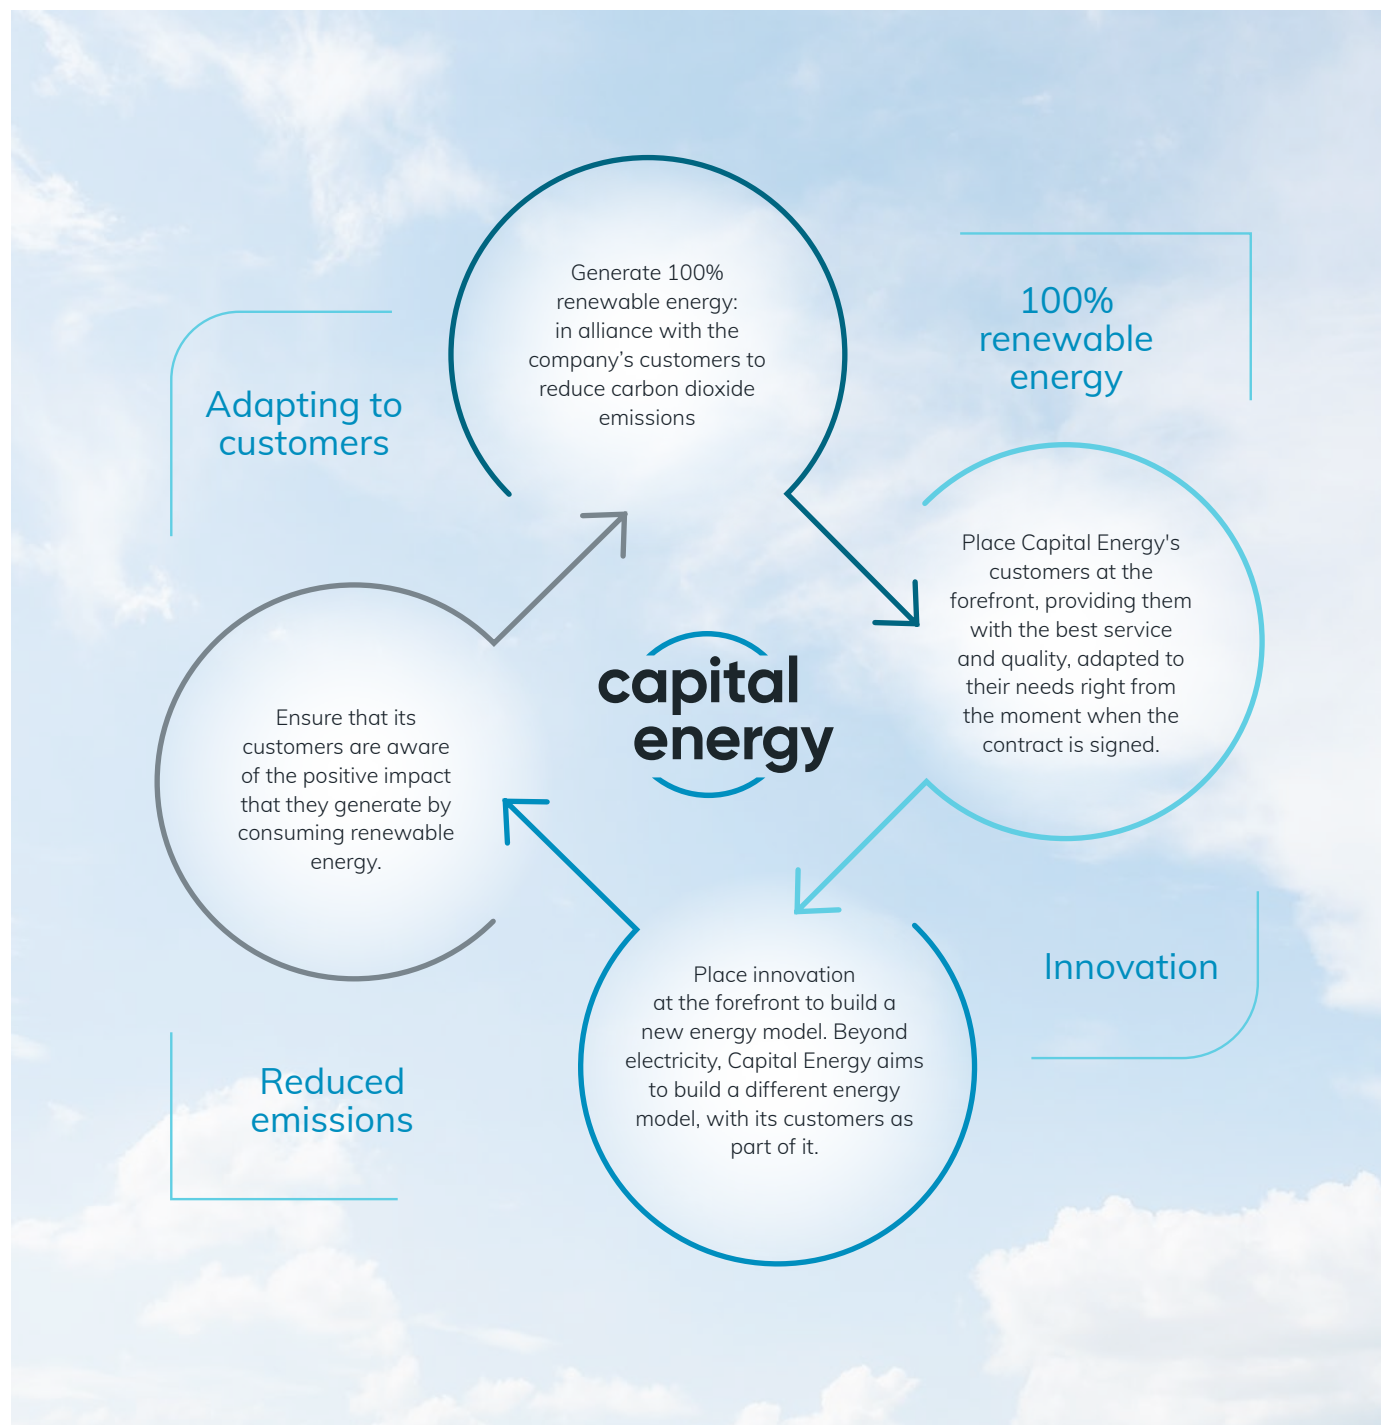 Generate 100%
renewable energy:
in alliance with the
company’s customers to
reduce carbon dioxide
emissions
100%
renewable
energy
Adapting to
customers
Place Capital Energy's
customers at the
forefront, providing them
with the best service
and quality, adapted to
their needs right from
the moment when the
contract is signed.
capital
energy
Ensure that its
customers are aware
of the positive impact
that they generate by
consuming renewable
energy.
Innovation
Place innovation
at the forefront to build a
new energy model. Beyond
electricity, Capital Energy aims
to build a different energy
model, with its customers as
part of it.
Reduced
emissions